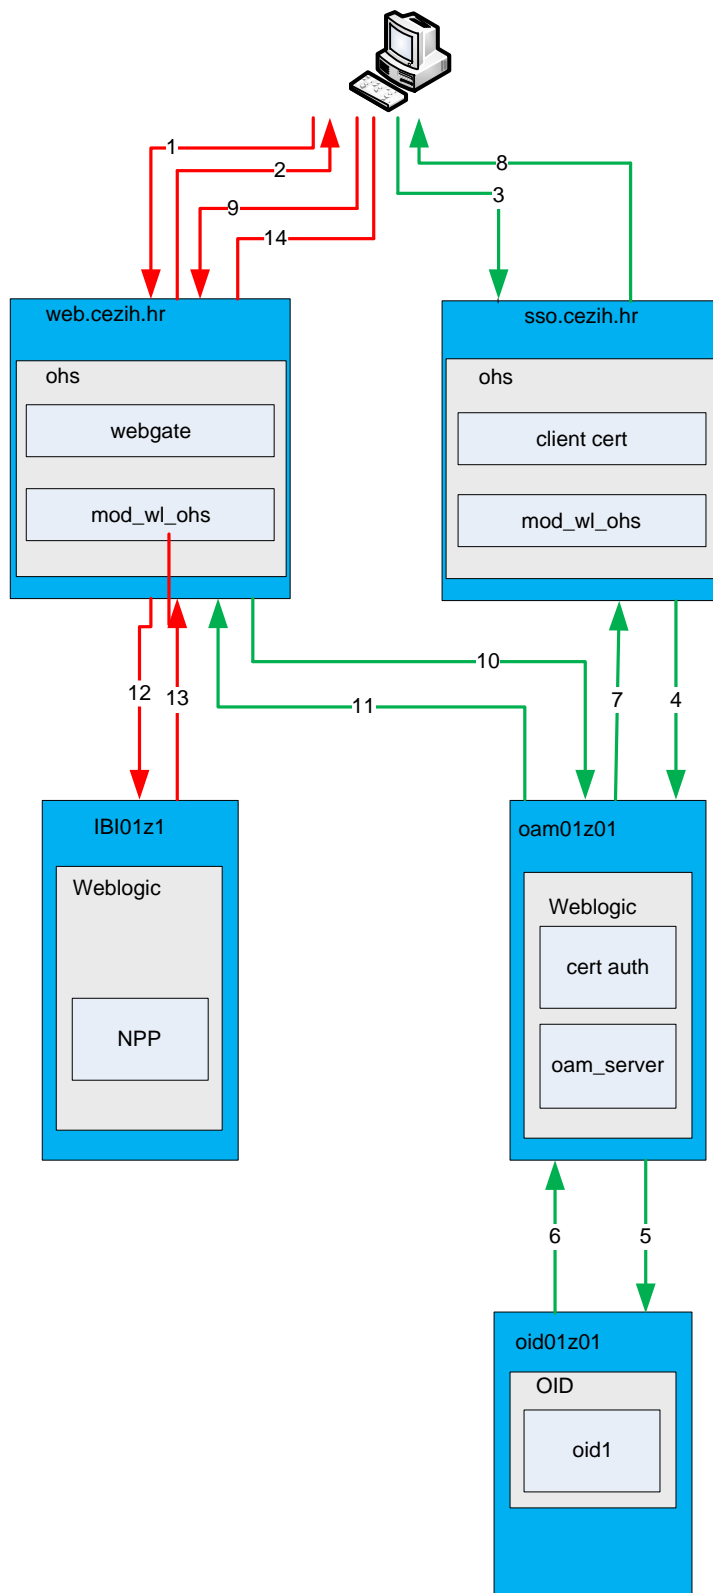 1
2
8
3
9
14
web.cezih.hr
sso.cezih.hr
ohs
ohs
webgate
client cert
mod_wl_ohs
mod_wl_ohs
10
12
13
11
7
4
IBI01z1
oam01z01
Weblogic
Weblogic
cert auth
NPP
oam_server
6
5
oid01z01
OID
oid1